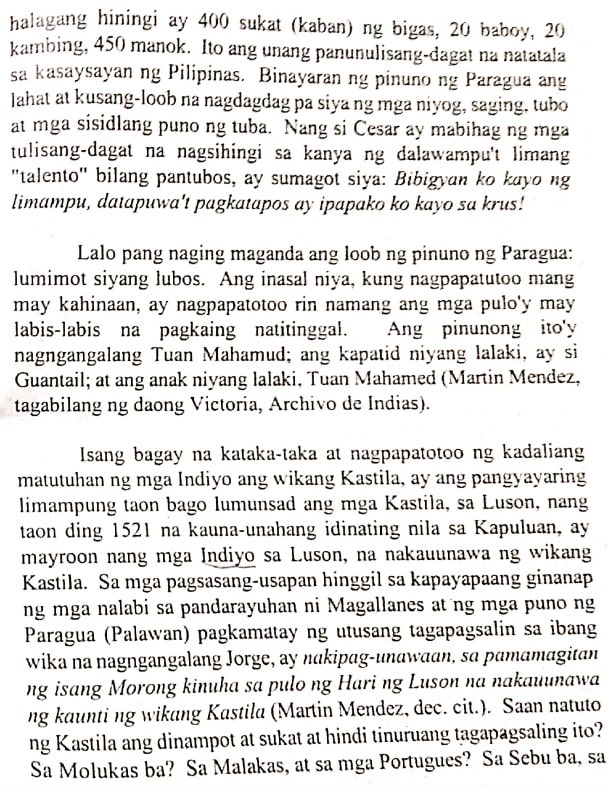 halagang hiningi ay 400 sukat (kaban) ng bigas, 20 baboy, 20
kambing, 450 manok. Ito ang unang panunulisang-dagat na natatala
sa kasaysayan ng Pilipinas. Binayaran ng pinuno ng Paragua ang
lahat at kusang-loob na nagdagdag pa siya ng mga niyog, saging, tubo
at mga sisidlang puno ng tuba. Nang si Cesar ay mabihag ng mga
tulisang-dagat na nagsihingi sa kanya ng dalawampu't limang
"talento" bilang pantubos, ay sumagot siya: Bibigyan ko kayo ng
limampu, datapuwa't pagkatapos ay ipapako ko kayo sa krus!
Lalo pang naging maganda ang loob ng pinuno ng Paragua:
lumimot siyang lubos. Ang inasal niya, kung nagpapatutoo mang
may kahinaan, ay nagpapatotoo rin namang ang mga pulo'y may
labis-labis na pagkaing natitinggal. Ang pinunong ito'y
nagngangalang Tuan Mahamud; ang kapatid niyang lalaki, ay si
Guantail; at ang anak niyang lalaki, Tuan Mahamed (Martin Mendez,
tagabilang ng daong Victoria, Archivo de Indias).
Isang bagay na kataka-taka at nagpapatotoo ng kadaliang
matutuhan ng mga Indiyo ang wikang Kastila, ay ang pangyayaring
limampung taon bago lumunsad ang mga Kastila, sa Luson, nang
taon ding 1521 na kauna-unahang idinating nila sa Kapuluan, ay
mayroon nang mga Indiyo sa Luson, na nakauunawa ng wikang
Kastila. Sa mga pagsasang-usapan hinggil sa kapayapaang ginanap
ng mga nalabi sa pandarayuhan ni Magallanes at ng mga puno ng
Paragua (Palawan) pagkamatay ng utusang tagapagsalin sa ibang
wika na nagngangalang Jorge, ay nakipag-unawaan, sa pamamagitan
ng isang Morong kinuha sa pulo ng Hari ng Luson na nakauunawa
ng kaunti ng wikang Kastila (Martin Mendez, dec. cit.). Saan natuto
ng Kastila ang dinampot at sukat at hindi tinuruang tagapagsaling ito?
Sa Molukas ba? Sa Malakas, at sa mga Portugues? Sa Sebu ba, sa